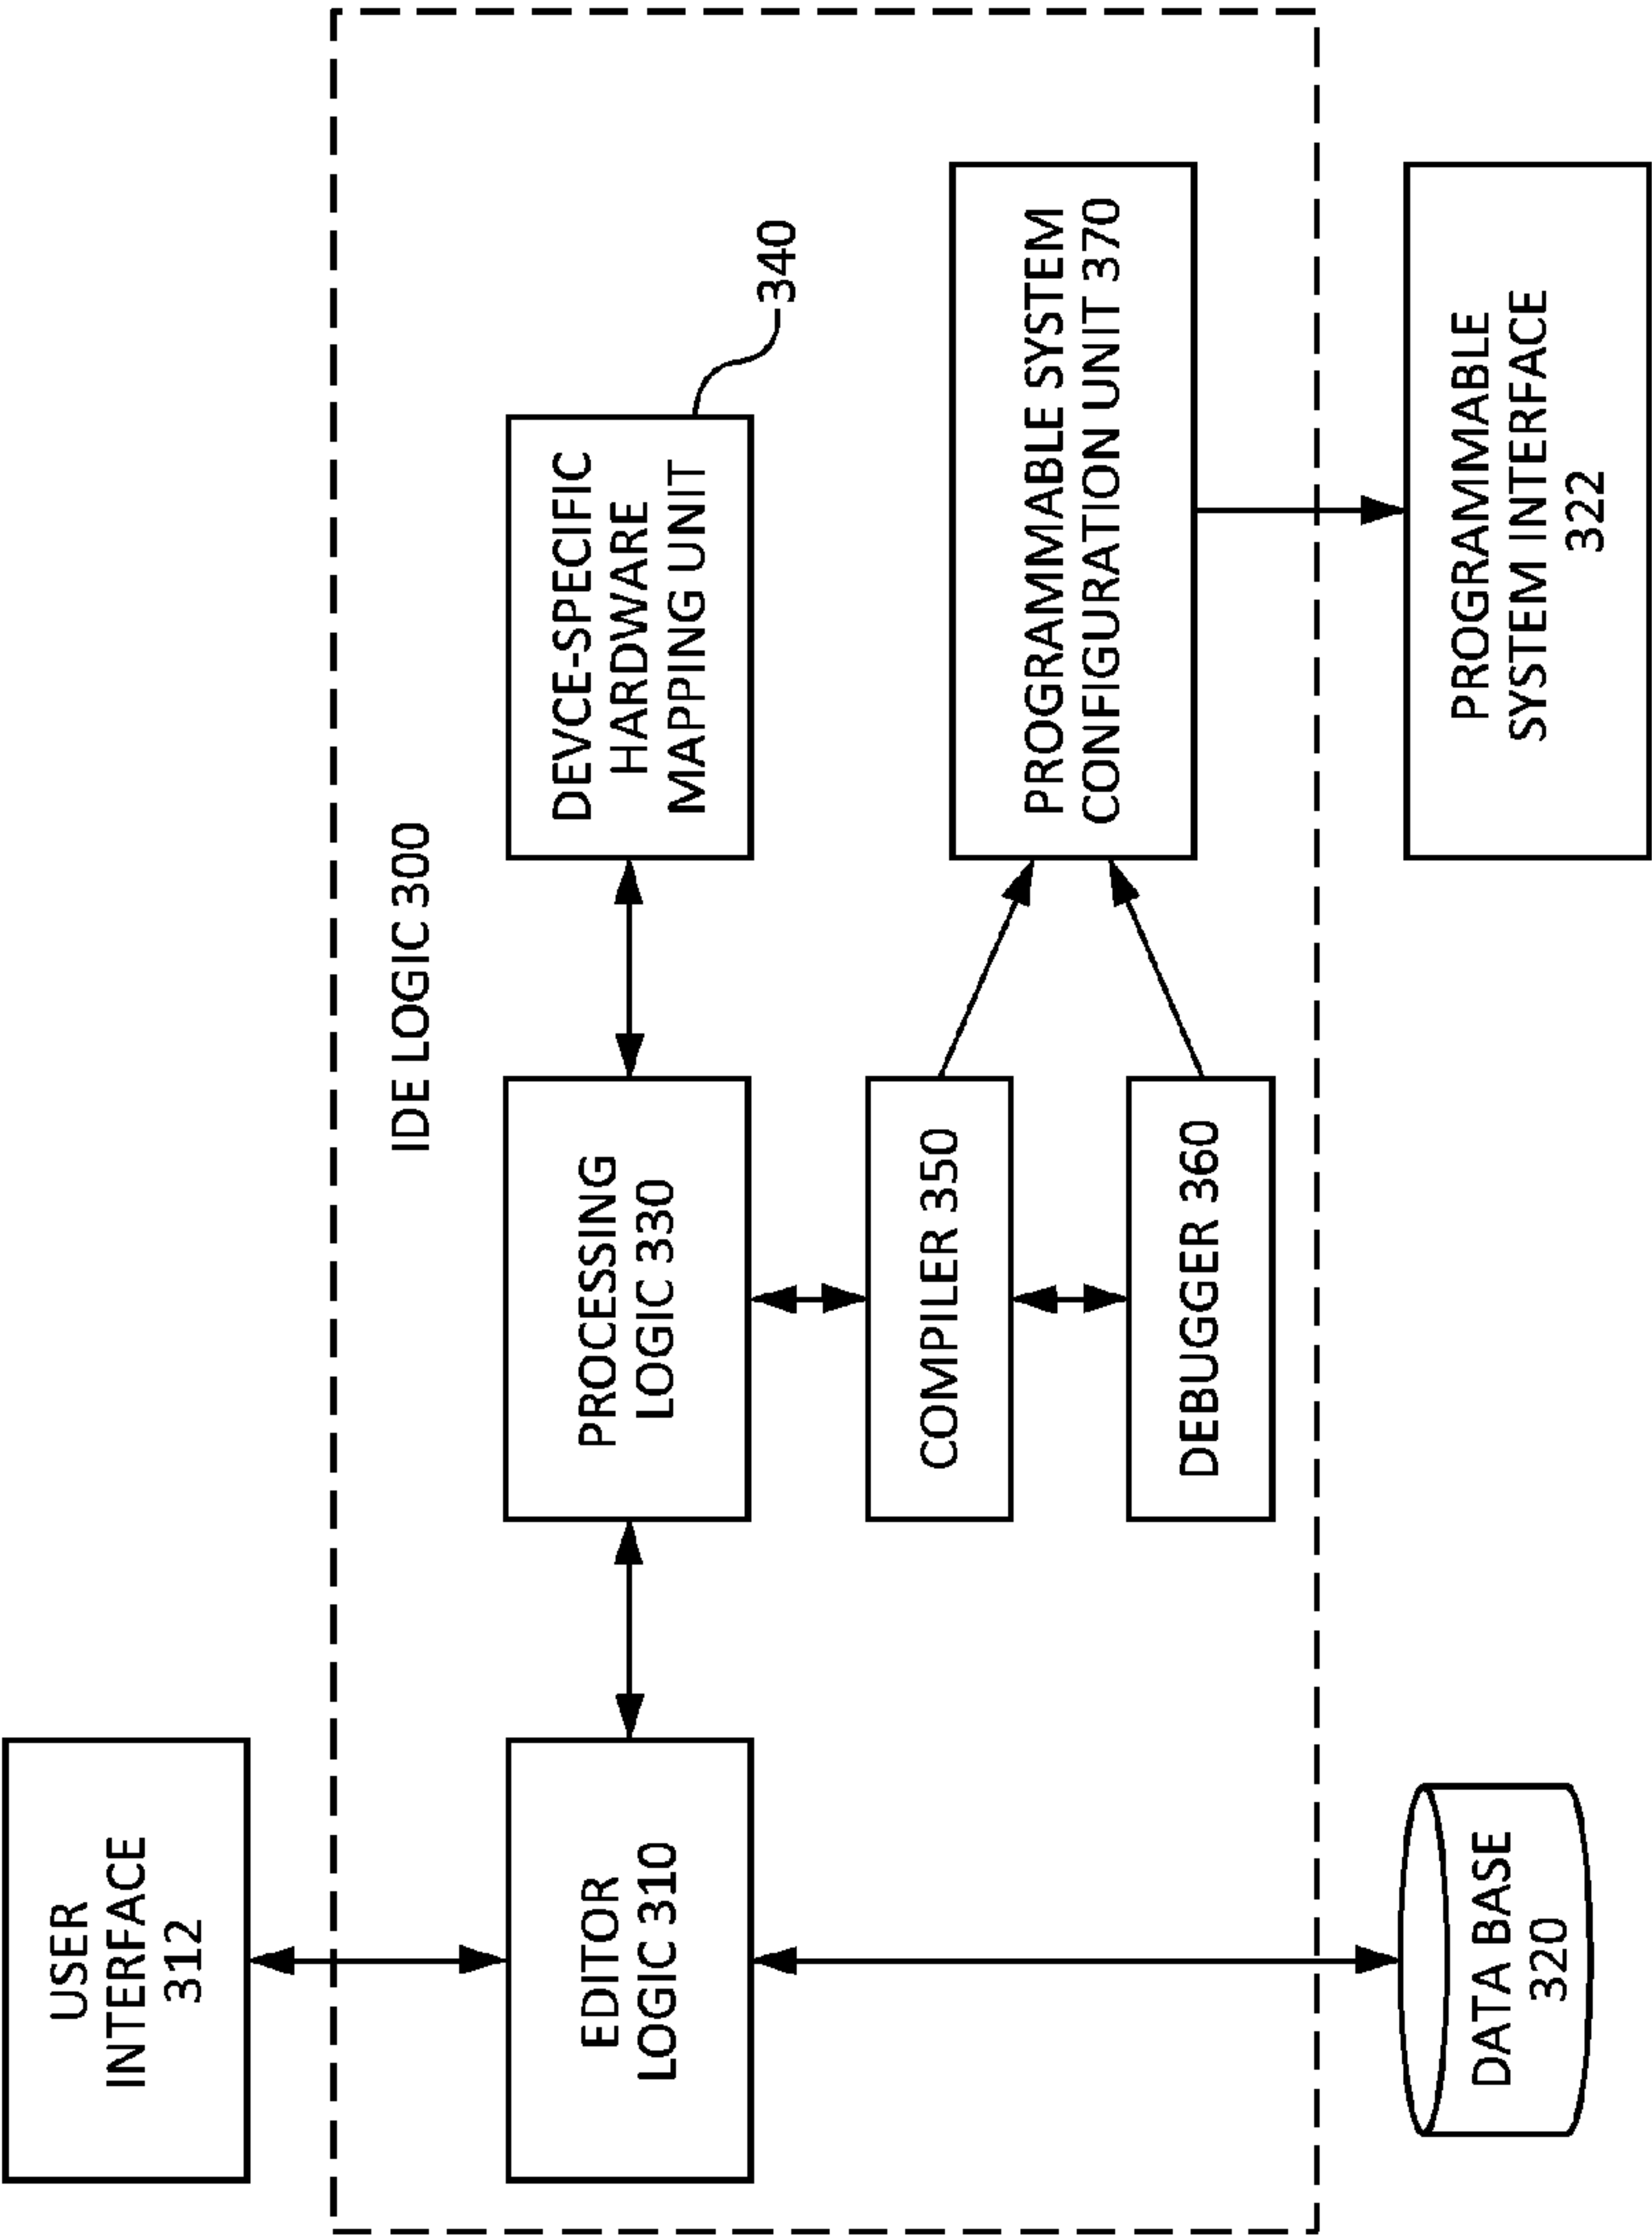 USER
INTERFACE
312
IDE LOGIC 300
EDITOR
LOGIC 310
PROCESSING
LOGIC 330
DEVCE-SPECIFIC
HARDWARE
MAPPING UNIT
340
COMPILER 350
DEBUGGER 360
PROGRAMMABLE SYSTEM
CONFIGURATION UNIT 370
DATA BASE
320
PROGRAMMABLE
SYSTEM INTERFACE
322